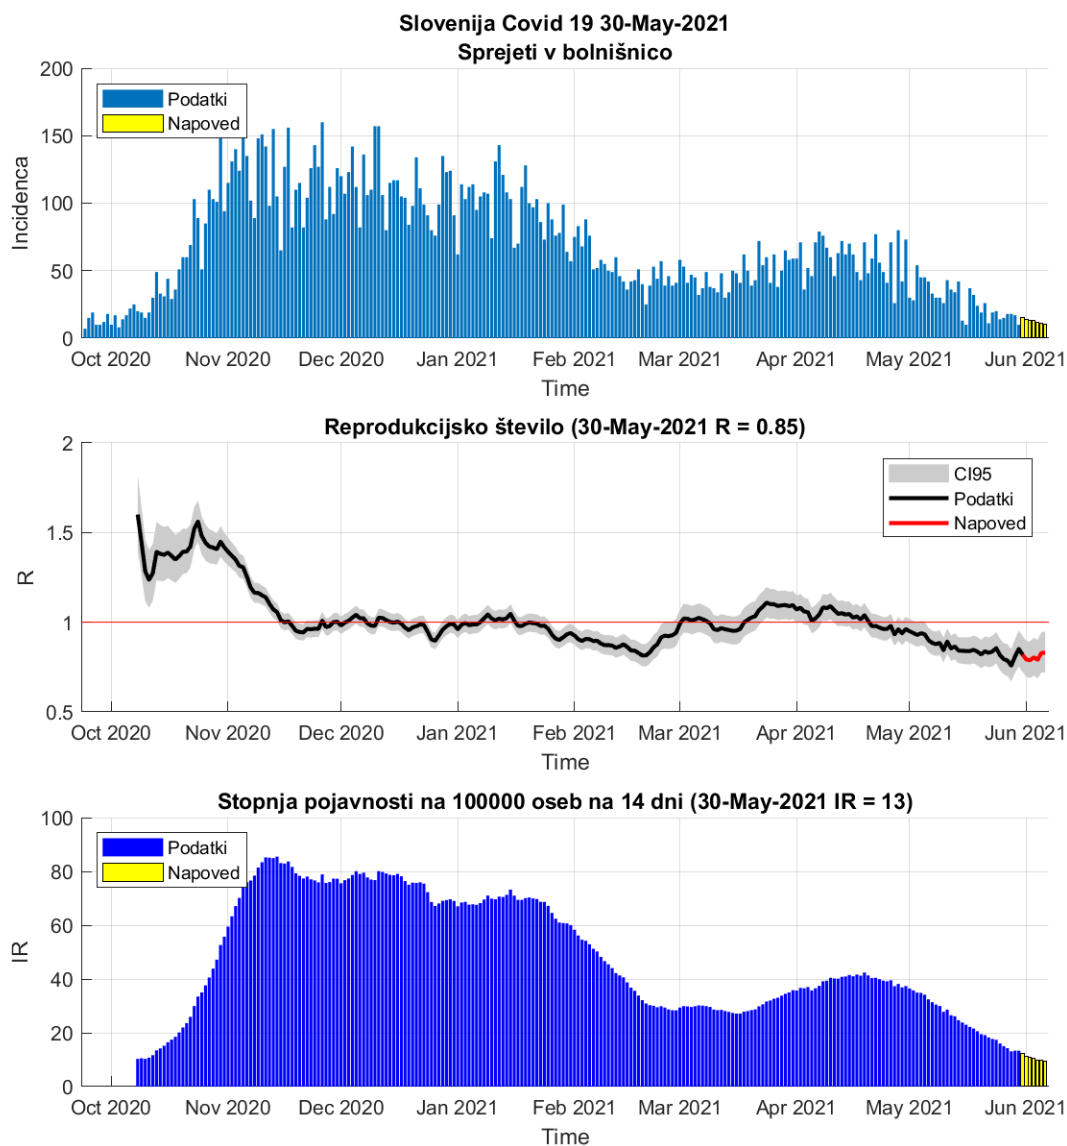 Slovenija Covid 19 30-May-2021
Sprejeti v bolnišnico
200
150
100
50
0
Incidenca
Podatki
Napoved
Oct 2020 Nov 2020 Dec 2020 Jan 2021 Feb 2021 Mar 2021 Apr 2021 May 2021 Jun 2021
Time
Reprodukcijsko število (30-May-2021 R = 0.85)
2
1.5
1
0.5
R
CI95
Podatki
Napoved
Oct 2020 Nov 2020 Dec 2020 Jan 2021 Feb 2021 Mar 2021 Apr 2021 May 2021 Jun 2021
Time
Stopnja pojavnosti na 100000 oseb na 14 dni (30-May-2021 IR = 13)
100
80
60
40
20
0
IR
Podatki
Napoved
Oct 2020 Nov 2020 Dec 2020 Jan 2021 Feb 2021 Mar 2021 Apr 2021 May 2021 Jun 2021
Time